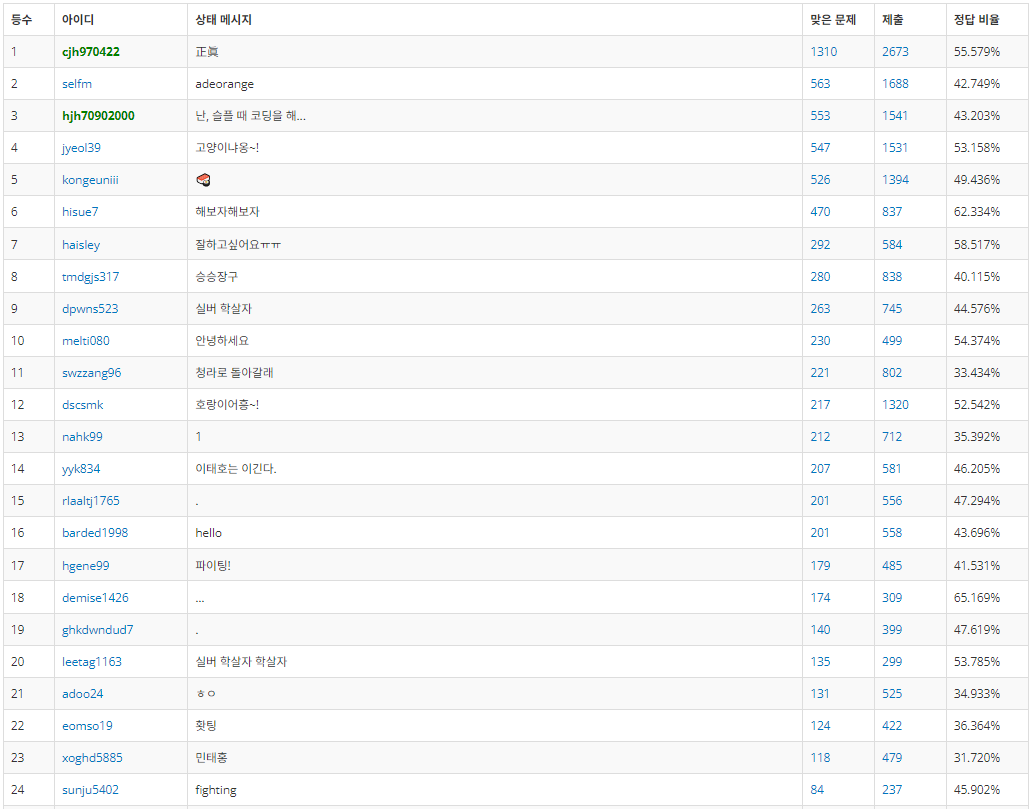 등수 아이디 상태 메시지 맞은 문제 제출 정답 비율
1 cjh970422 正眞 1310 2673 55.579%
2 selfm adeorange 563 1688 42.749%
3 hjh70902000 난, 슬플 때 코딩을 해... 553 1541 43.203%
4 jyeol39 고양이냐옹~! 547 1531 53.158%
5 kongeuniii 🍣 526 1394 49.436%
6 hisue7 해보자해보자 470 837 62.334%
7 haisley 잘하고싶어요ㅠㅠ 292 584 58.517%
8 tmdgjs317 승승장구 280 838 40.115%
9 dpwns523 실버 학살자 263 745 44.576%
10 melti080 안녕하세요 230 499 54.374%
11 swzzang96 청라로 돌아갈래 221 802 33.434%
12 dscsmk 호랑이어흥~! 217 1320 52.542%
13 nahk99 1 212 712 35.392%
14 yyk834 이태호는 이긴다. 207 581 46.205%
15 rlaaltj1765 . 201 556 47.294%
16 barded1998 hello 201 558 43.696%
17 hgene99 파이팅! 179 485 41.531%
18 demise1426 ... 174 309 65.169%
19 ghkdwndud7 . 140 399 47.619%
20 leetag1163 실버 학살자 학살자 135 299 53.785%
21 adoo24 ㅎㅇ 131 525 34.933%
22 eomso19 홧팅 124 422 36.364%
23 xoghd5885 민태홍 118 479 31.720%
24 sunju5402 fighting 84 237 45.902%